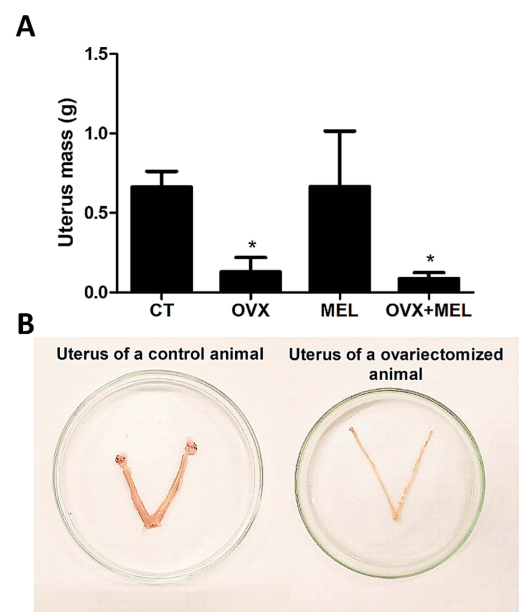 A
1.5
1.0
0.5
0.0
Uterus mass (g)
*
*
CT OVX MEL OVX+MEL
B
Uterus of a control animal
Uterus of a ovariectomized
animal